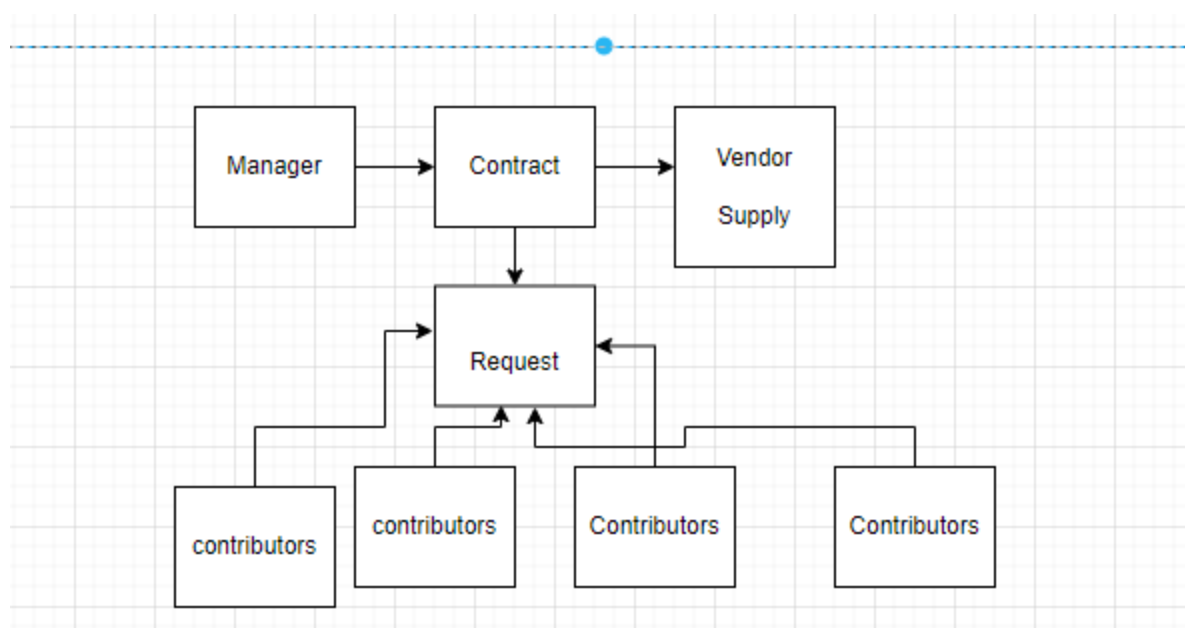 Manager
Contract
Vendor
Supply
Request
contributors
contributors
Contributors
Contributors